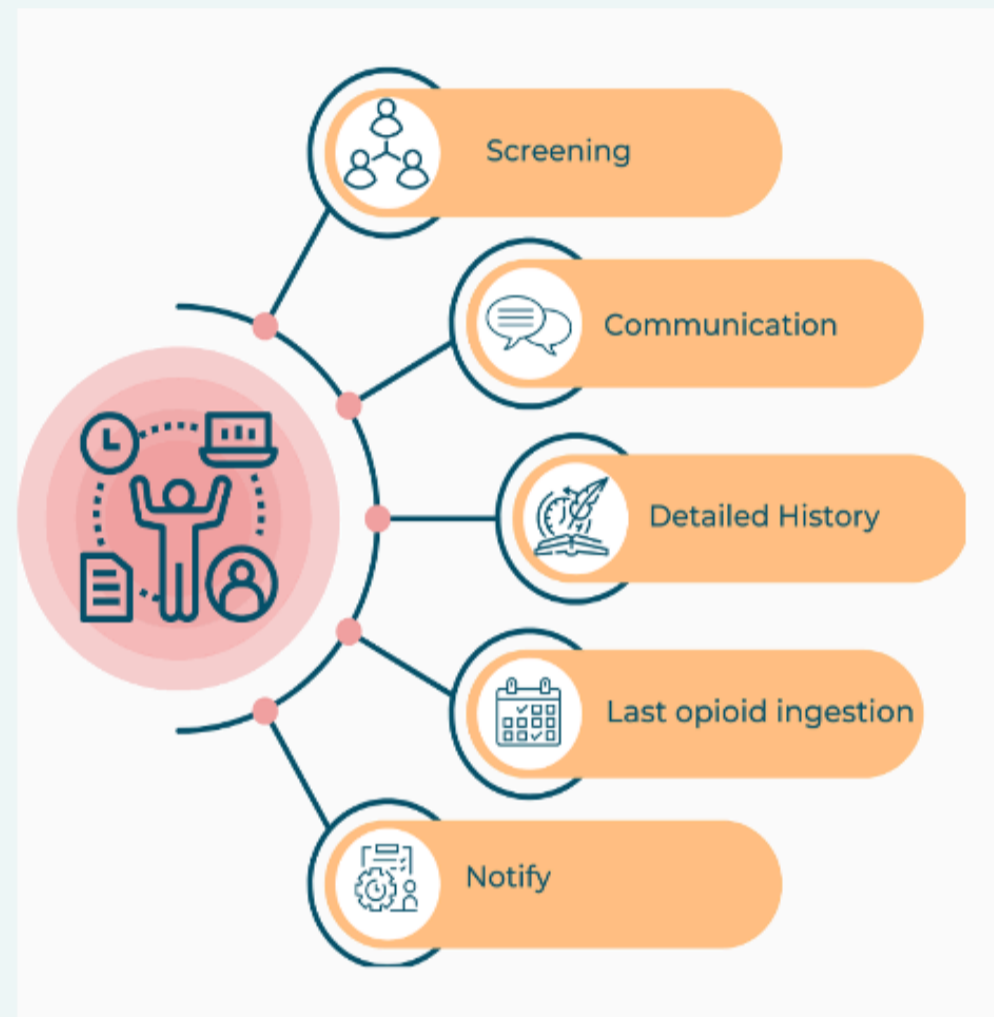 Screening
Communication
Detailed History
Last opioid ingestion
Notify